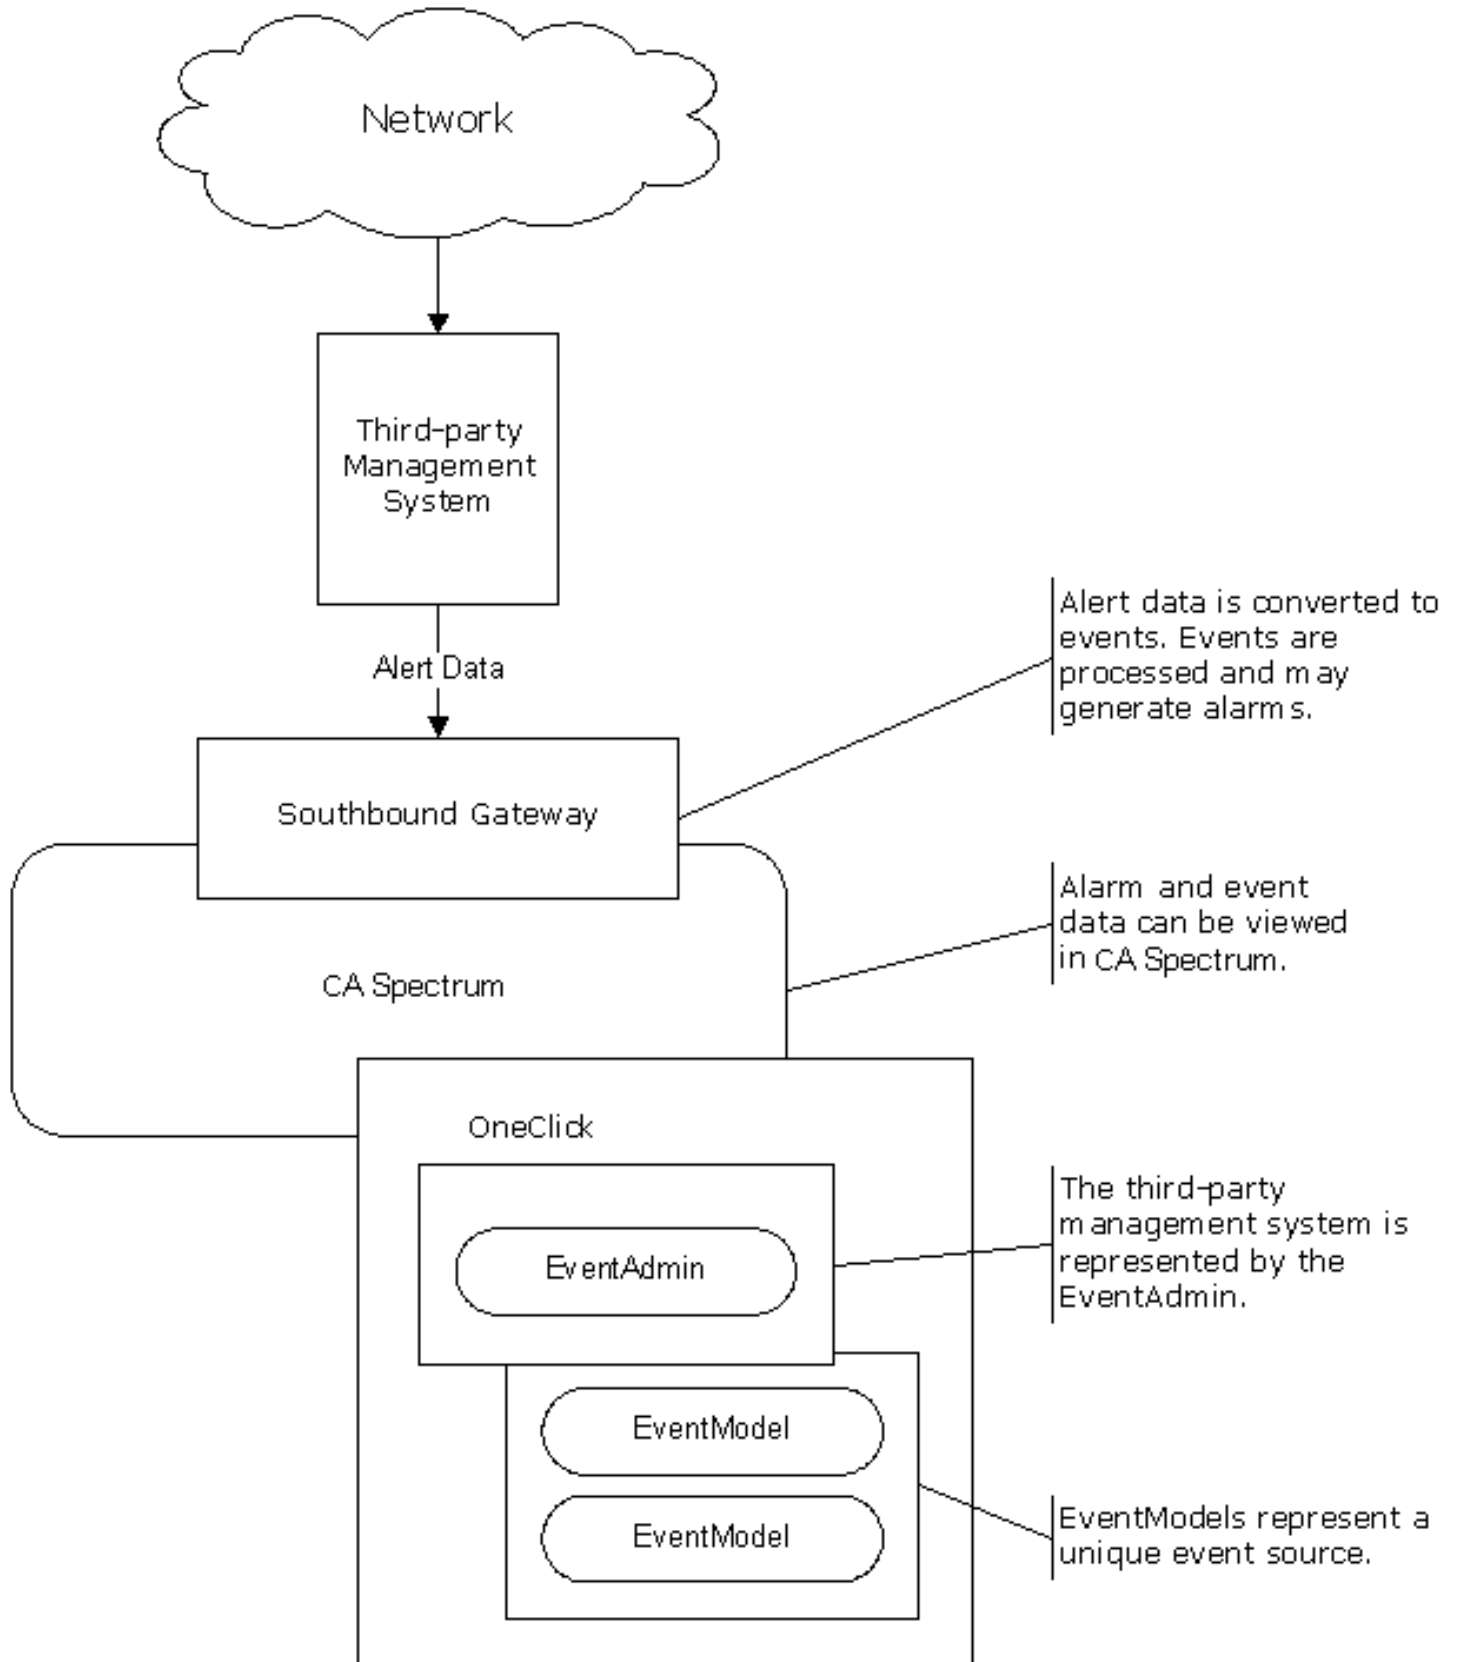 Network
Third-party
Management
System
Alert Data
Alert data is converted to
events. Events are
processed and may
generate alarms.
Southbound Gateway
Alarm and event
data can be viewed
in CA Spectrum.
CA Spectrum
OneClick
The third-party
management system is
represented by the
EventAdmin.
EventAdmin
EventModel
EventModel
EventModels represent a
unique event source.